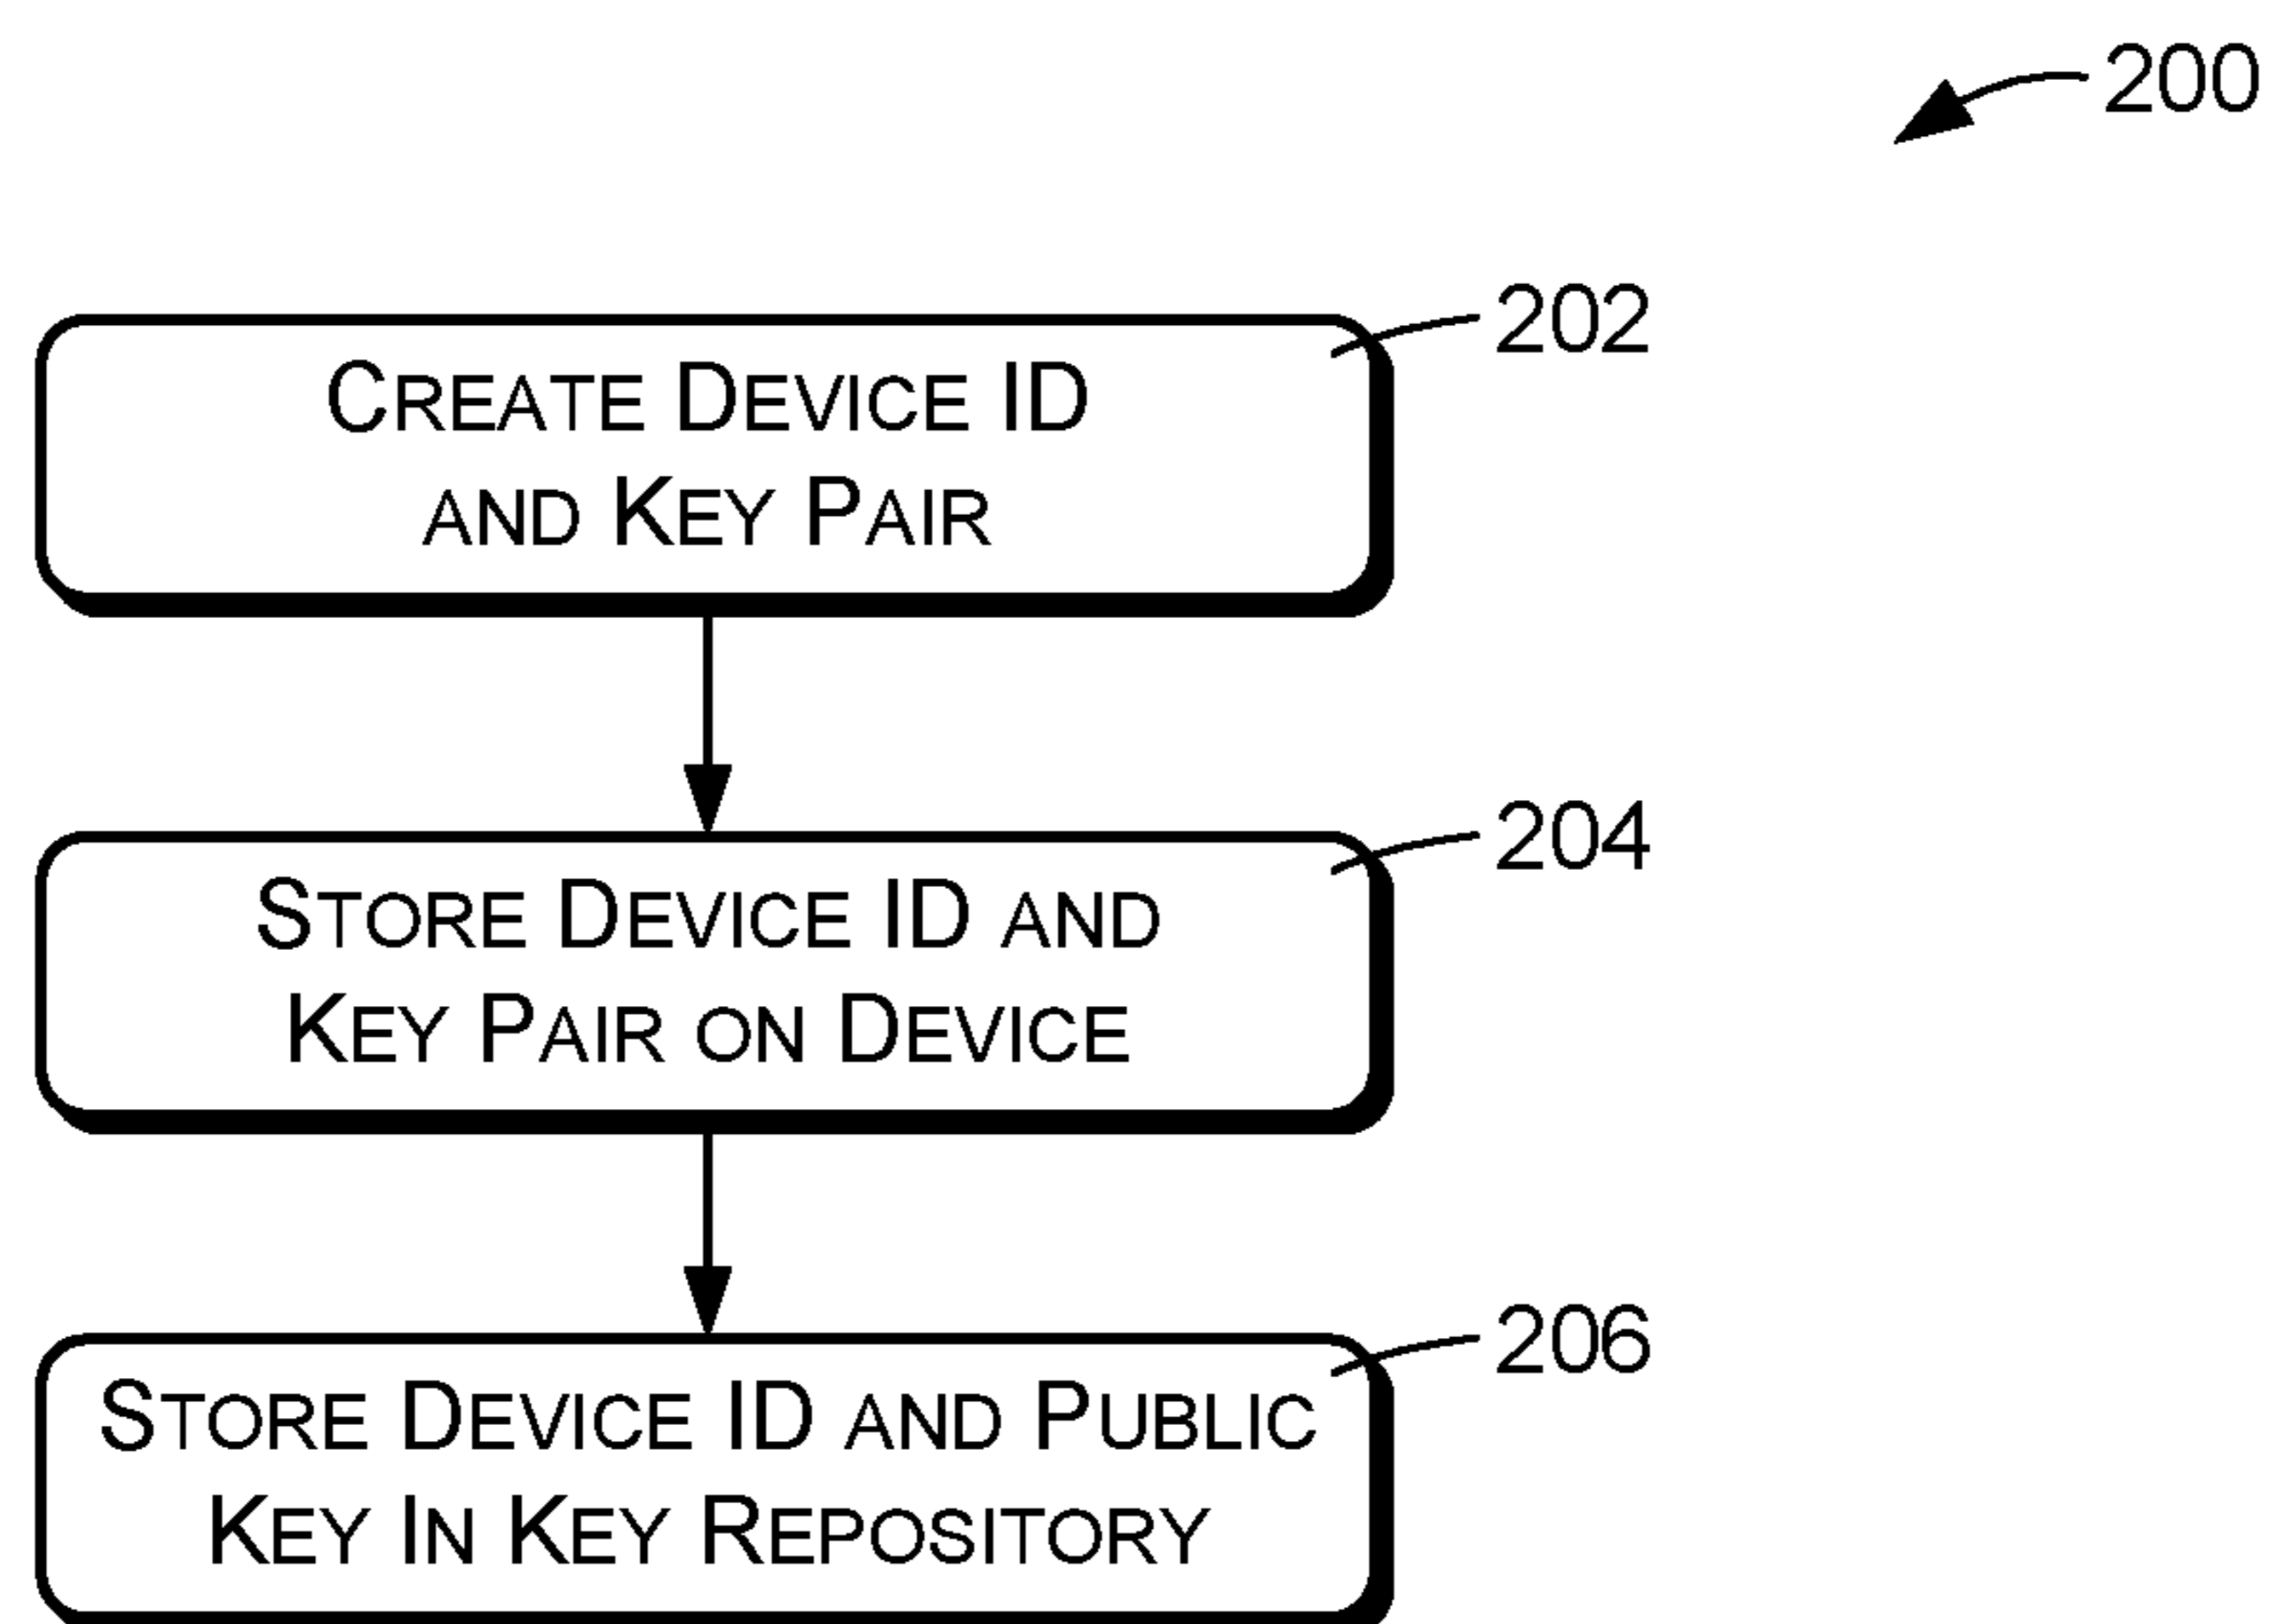 200
202
CREATE DEVICE ID
AND KEY PAIR
204
STORE DEVICE ID AND
KEY PAIR ON DEVICE
206
STORE DEVICE ID AND PUBLIC
KEY IN KEY REPOSITORY